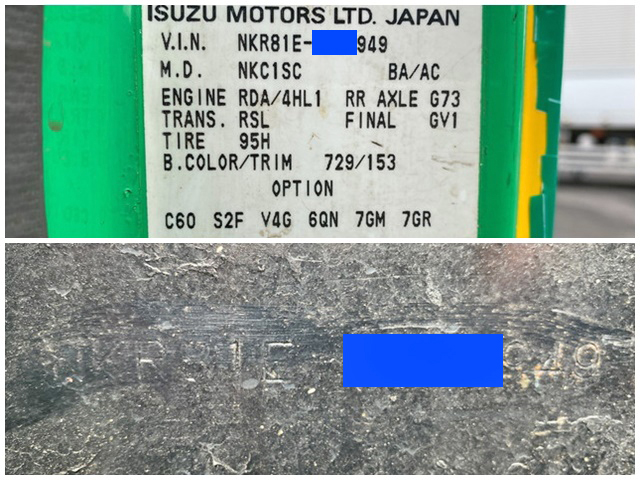 ISUZU MOTORS LTD. JAPAN
V.I.N. NKR81E- 949
M.D. NKC1SC BA/AC
ENGINE RDA/4HL1 RR AXLE G73
TRANS. RSL FINAL GV1
TIRE 95H
B.COLOR/TRIM 729/153
OPTION
C60 S2F V4G 6QN 7GM 7GR
NKR81E 949